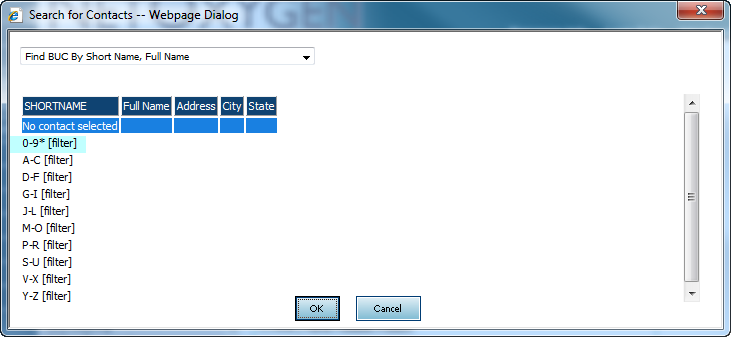 Search for Contacts -- Webpage Dialog
Find BUC By Short Name, Full Name
SHORTNAME Full Name Address City State
No contact selected
0-9* [filter]
A-C [filter]
D-F [filter]
G-I [filter]
J-L [filter]
M-O [filter]
P-R [filter]
S-U [filter]
V-X [filter]
Y-Z [filter]
OK Cancel